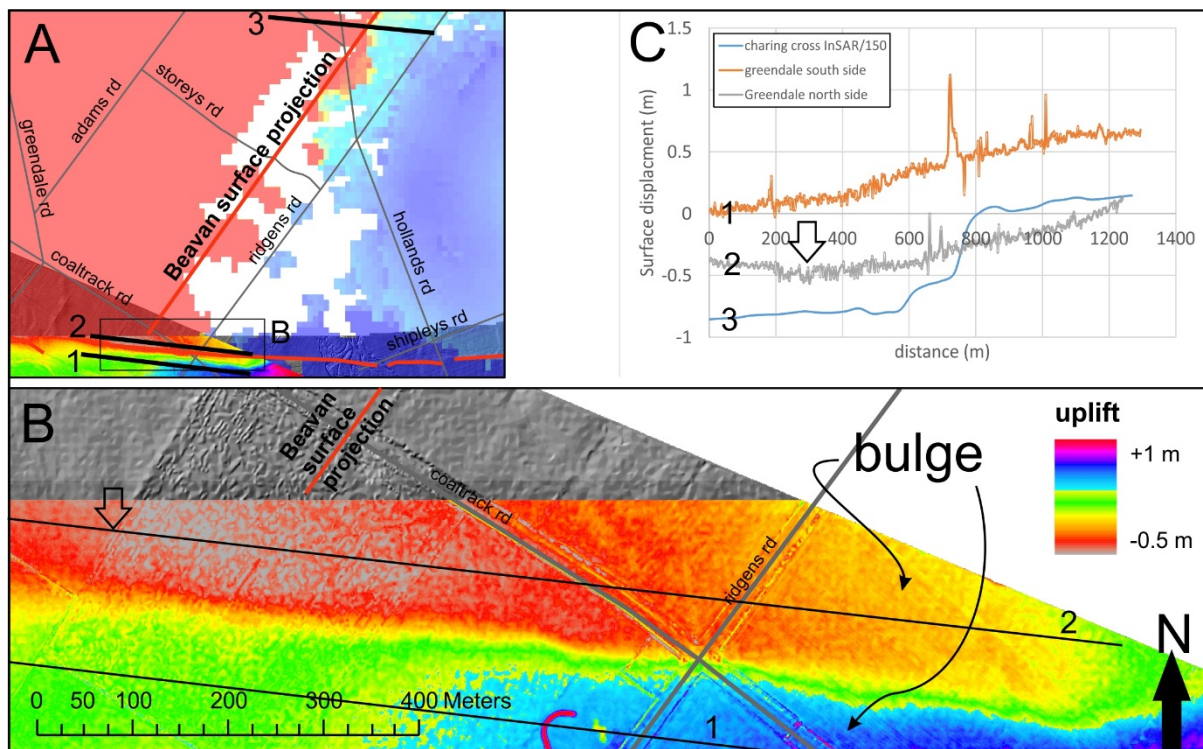 A
3
adams rd
storeys rd
greendale rd
Beavan surface projection
ridgens rd
hollands rd
coaltrack rd
shipleys rd
2
B
1
C
charing cross InSAR/150
greendale south side
Greendale north side
Surface displacment (m)
1.5
1
0.5
0
-0.5
-1
1
2
3
0 200 400 600 800 1000 1200 1400
distance (m)
B
Beavan
surface
projection
coaltrack rd
ridgens rd
bulge
uplift
+1 m
-0.5 m
2
N
1
0 50 100 200 300 400 Meters